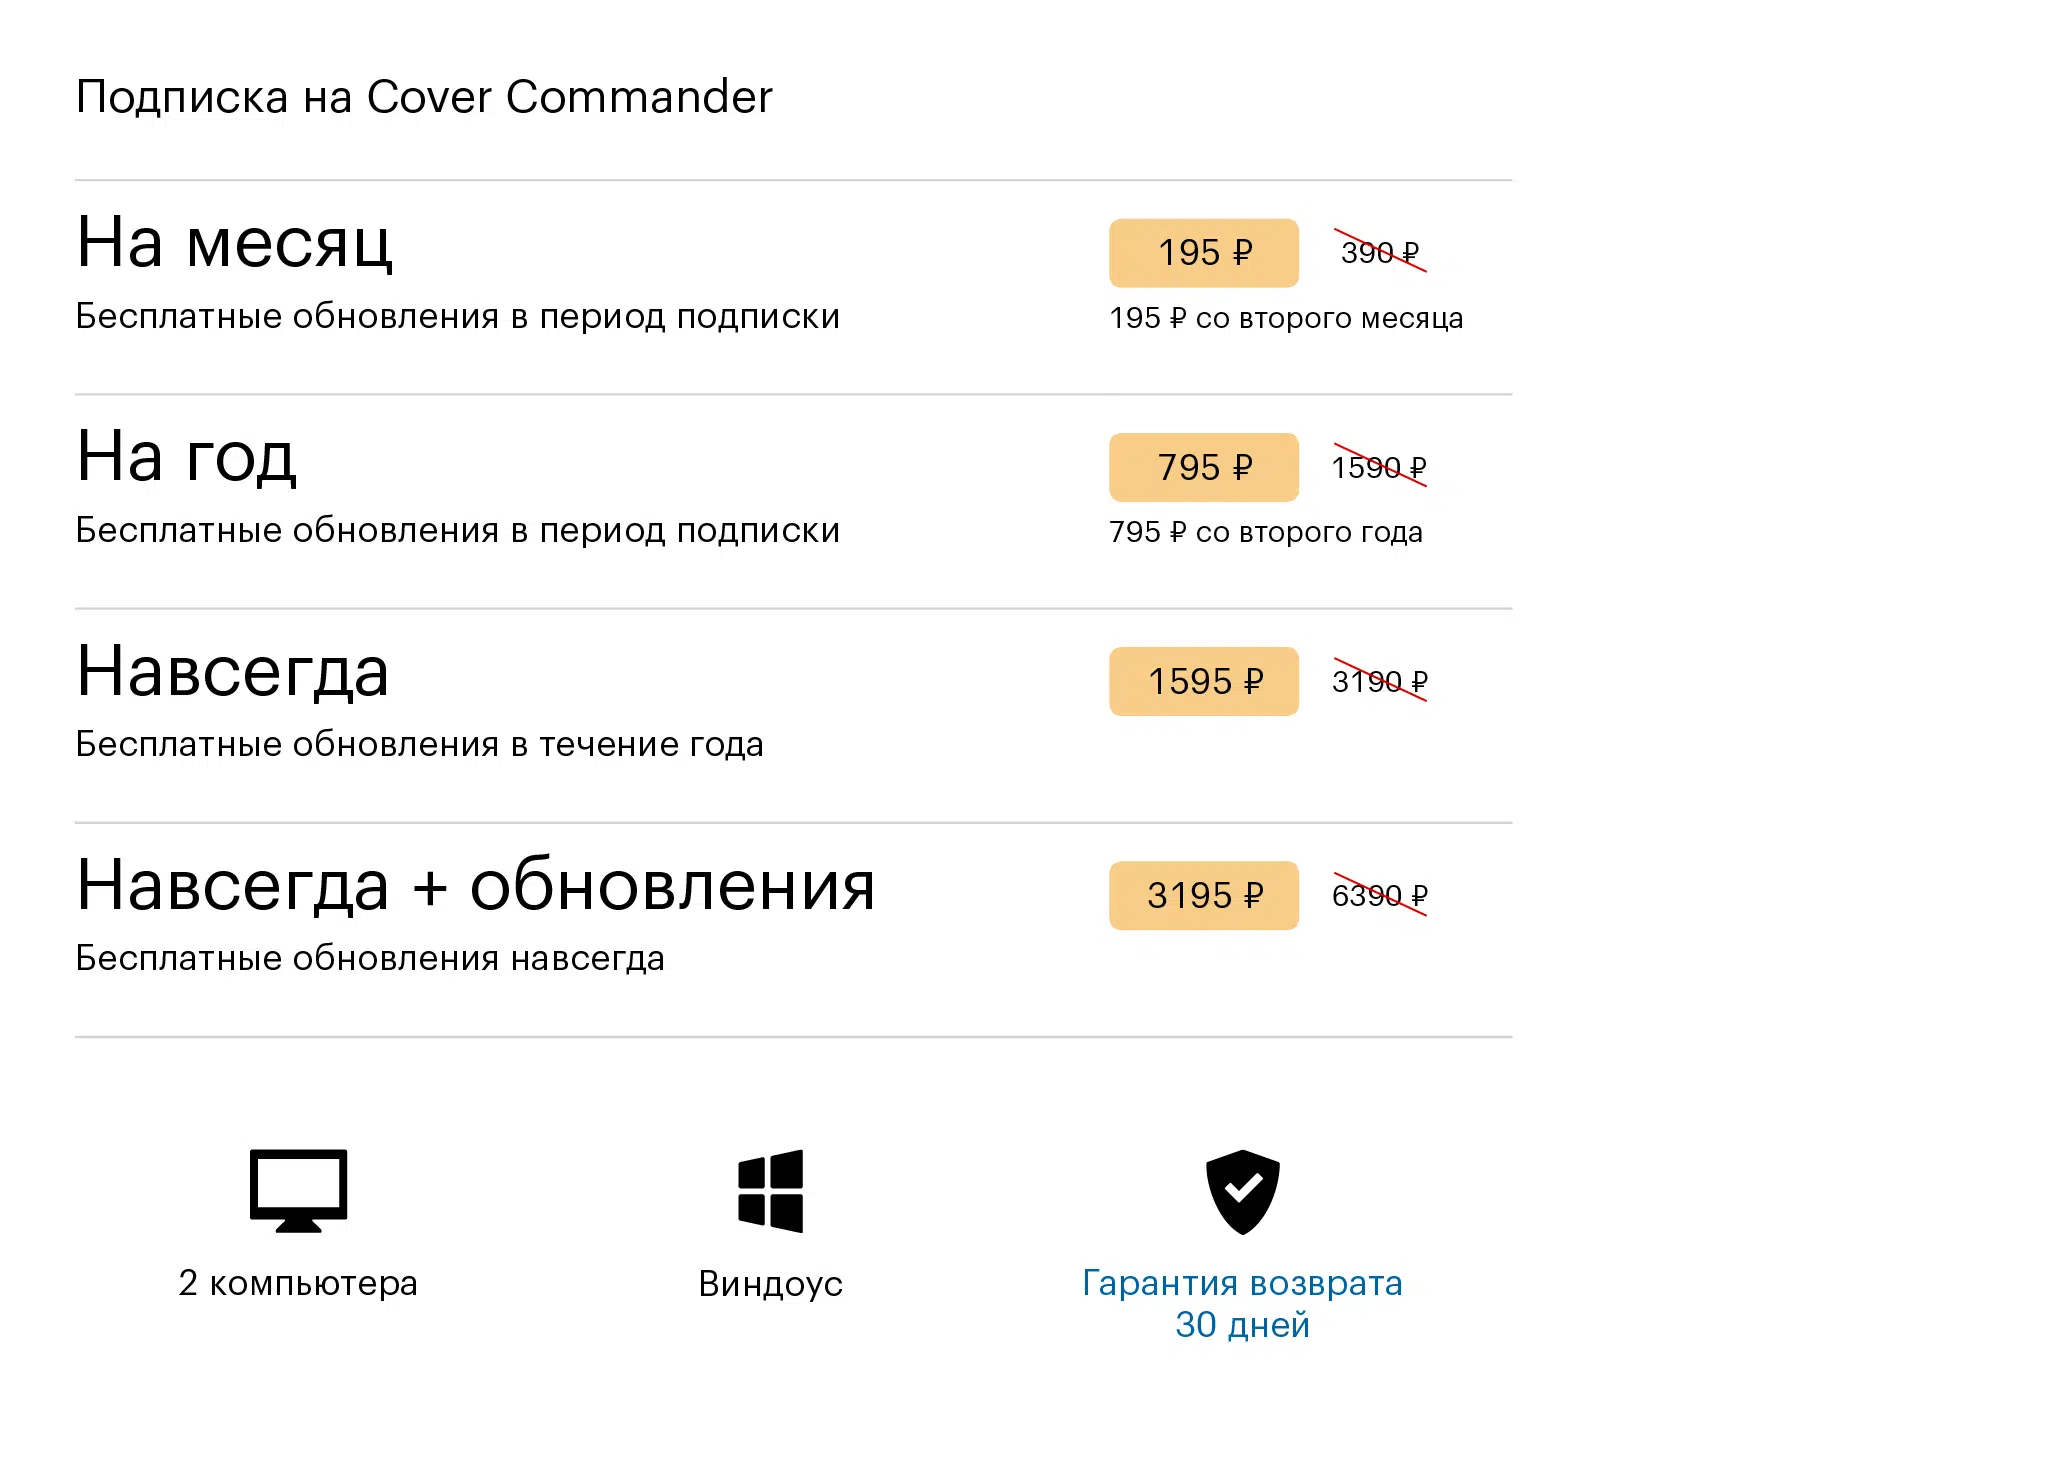 Подписка на Cover Commander
На месяц
195 ₽
390 ₽
Бесплатные обновления в период подписки
195 ₽ со второго месяца
На год
795 ₽
1590 ₽
Бесплатные обновления в период подписки
795 ₽ со второго года
Навсегда
1595 ₽
3190 ₽
Бесплатные обновления в течение года
Навсегда + обновления
3195 ₽
6390 ₽
Бесплатные обновления навсегда
2 компьютера
Виндоус
Гарантия возврата
30 дней